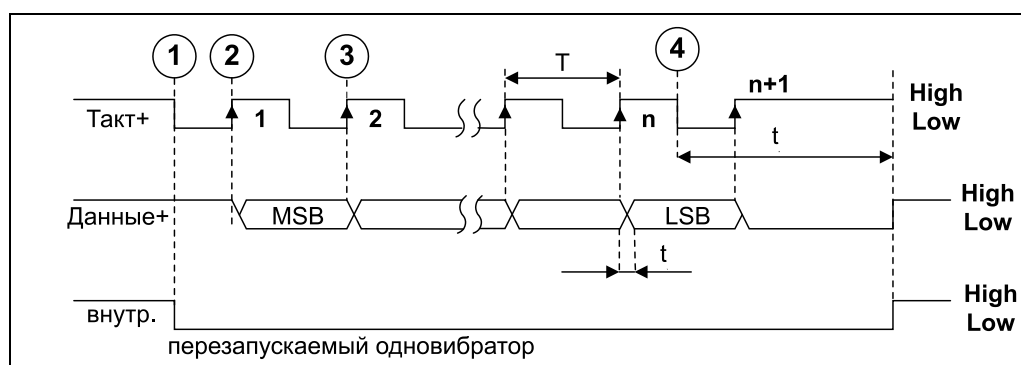 1 2 3 4
T
n+1
Такт+ 1 2 n High
Low
t
Данные+ MSB LSB High
Low
t
внутр. High
Low
перезапускаемый одновибратор